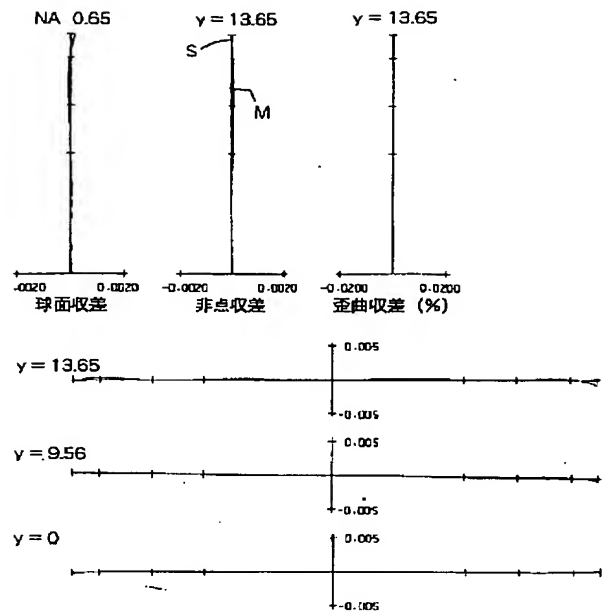 NA 0.65
y = 13.65
y = 13.65
S
M
-0020 0.0020
-0.0020 0.0020
-0.0200 0.0200
球面収差
非点収差
歪曲収差 (%)
y = 13.65
0.005
-0.005
y = 9.56
0.005
-0.005
y = 0
0.005
-0.005